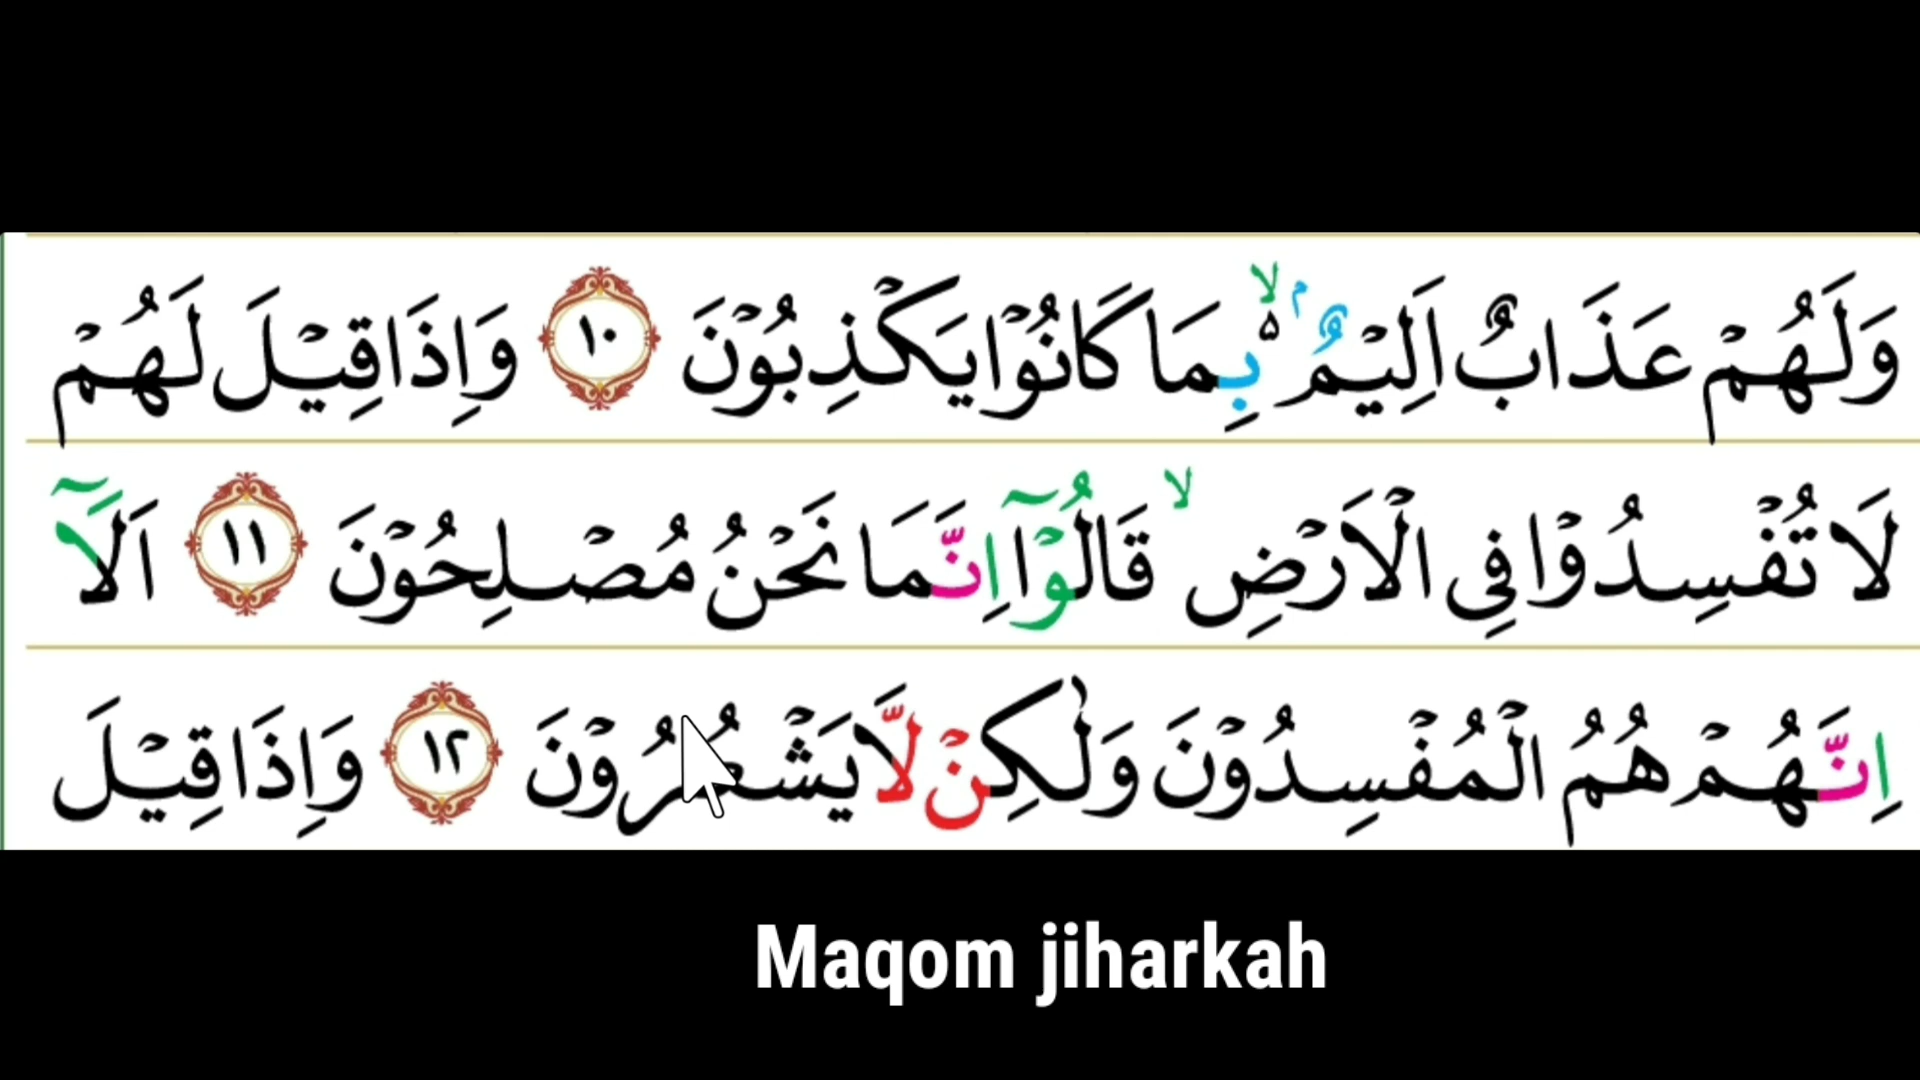 وَلَهُمْ عَذَابٌ اَلِيْمٌ ۢ ەۙ بِمَا كَانُوْا يَكْذِبُوْنَ ١٠ وَاِذَا قِيْلَ لَهُمْ
لَا تُفْسِدُوْا فِى الْاَرْضِ ۙ قَالُوْٓا اِنَّمَا نَحْنُ مُصْلِحُوْنَ ١١ اَلَآ
اِنَّهُمْ هُمُ الْمُفْسِدُوْنَ وَلٰكِنْ لَّا يَشْعُرُوْنَ ١٢ وَاِذَا قِيْلَ
Maqom jiharkah